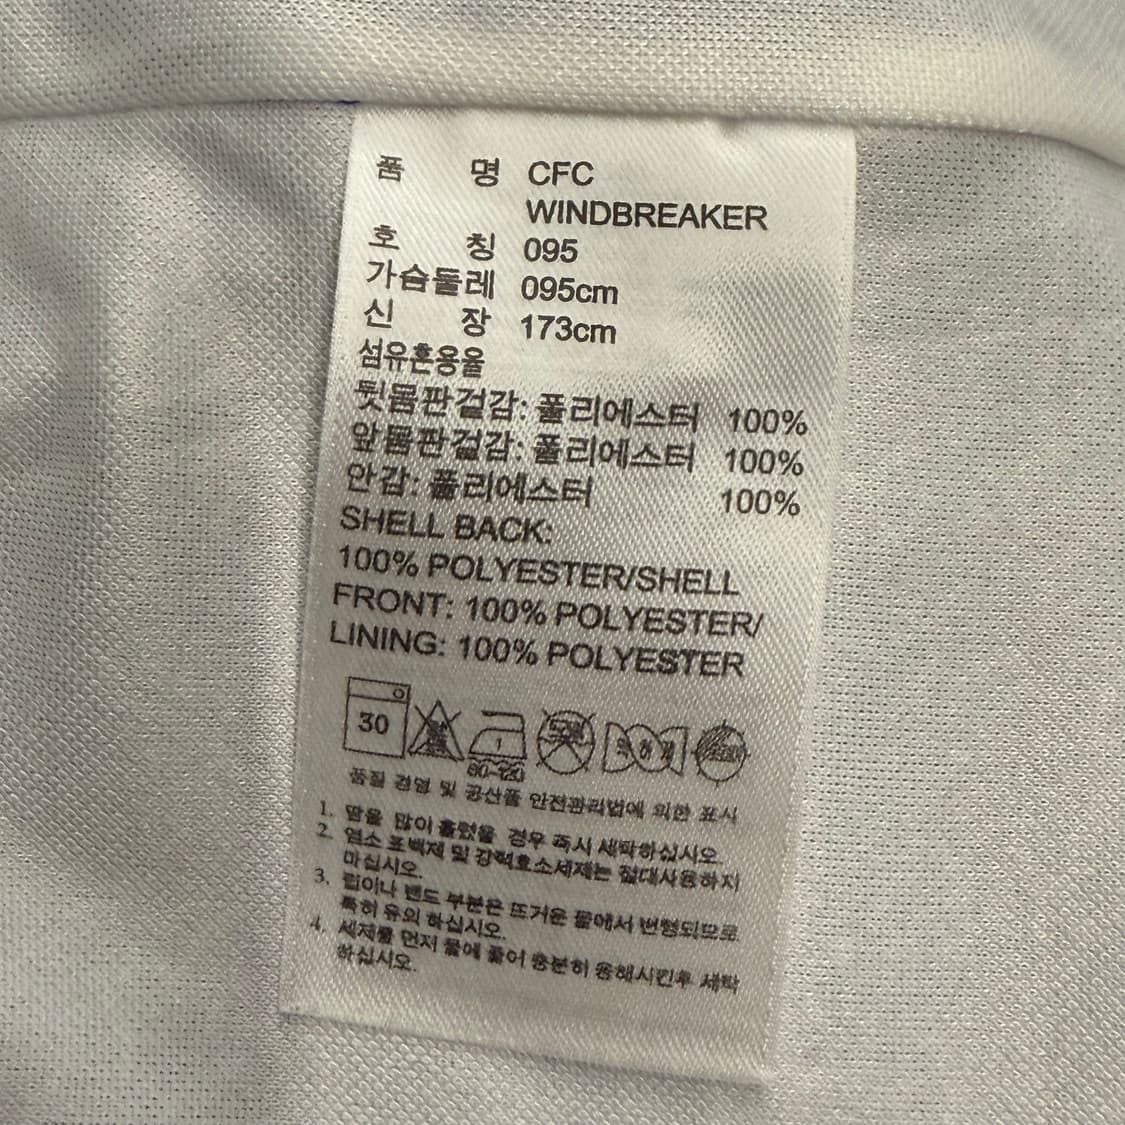 품 명 CFC
WINDBREAKER
호 칭 095
가슴둘레 095cm
신 장 173cm
섬유혼용율
뒷몸판겉감: 폴리에스터 100%
앞몸판겉감: 폴리에스터 100%
안감: 폴리에스터 100%
SHELL BACK:
100% POLYESTER/SHELL
FRONT: 100% POLYESTER/
LINING: 100% POLYESTER
30 1
80~120
품질 경영 및 공산품 안전관리법에 의한 표시
1. 땀을 많이 흘렸을 경우 즉시 세탁하십시오.
2. 염소 표백제 및 강력효소세제는 절대사용하지
마십시오.
3. 립이나 밴드 부분은 뜨거운 물에서 변형되므로
특히 유의 하십시오.
4. 세제를 먼저 물에 풀어 충분히 용해시킨후 세탁
하십시오.